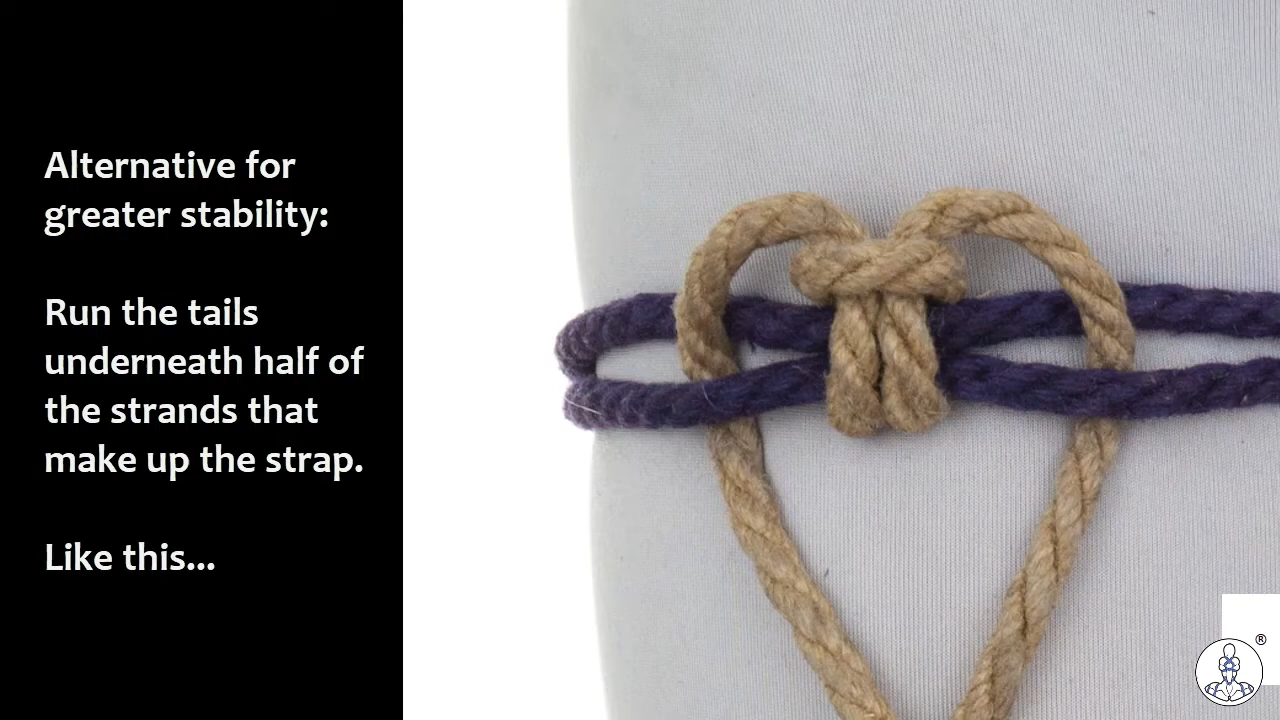 Alternative for
greater stability:
Run the tails
underneath half of
the strands that
make up the strap.
Like this...
®